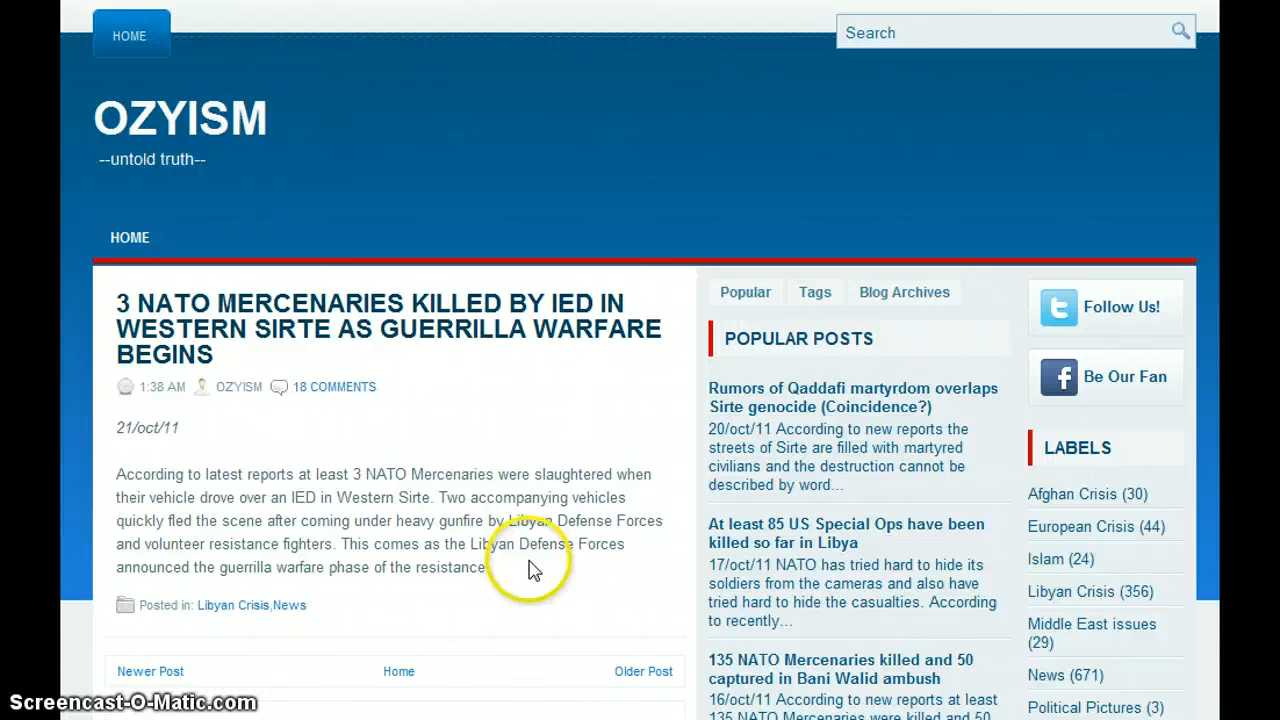 HOME
Search
OZYISM
--untold truth--
HOME
3 NATO MERCENARIES KILLED BY IED IN
WESTERN SIRTE AS GUERRILLA WARFARE
BEGINS
1:38 AM OZYISM 18 COMMENTS
21/oct/11
According to latest reports at least 3 NATO Mercenaries were slaughtered when
their vehicle drove over an IED in Western Sirte. Two accompanying vehicles
quickly fled the scene after coming under heavy gunfire by Libyan Defense Forces
and volunteer resistance fighters. This comes as the Libyan Defense Forces
announced the guerrilla warfare phase of the resistance
Posted in: Libyan Crisis,News
Newer Post Home Older Post
Popular Tags Blog Archives
POPULAR POSTS
Rumors of Qaddafi martyrdom overlaps
Sirte genocide (Coincidence?)
20/oct/11 According to new reports the
streets of Sirte are filled with martyred
civilians and the destruction cannot be
described by word...
At least 85 US Special Ops have been
killed so far in Libya
17/oct/11 NATO has tried hard to hide its
soldiers from the cameras and also have
tried hard to hide the casualties. According
to recently...
135 NATO Mercenaries killed and 50
captured in Bani Walid ambush
16/oct/11 According to new reports at least
135 NATO Mercenaries were killed and 50
Follow Us!
Be Our Fan
LABELS
Afghan Crisis (30)
European Crisis (44)
Islam (24)
Libyan Crisis (356)
Middle East issues
(29)
News (671)
Political Pictures (3)
Screencast-O-Matic.com